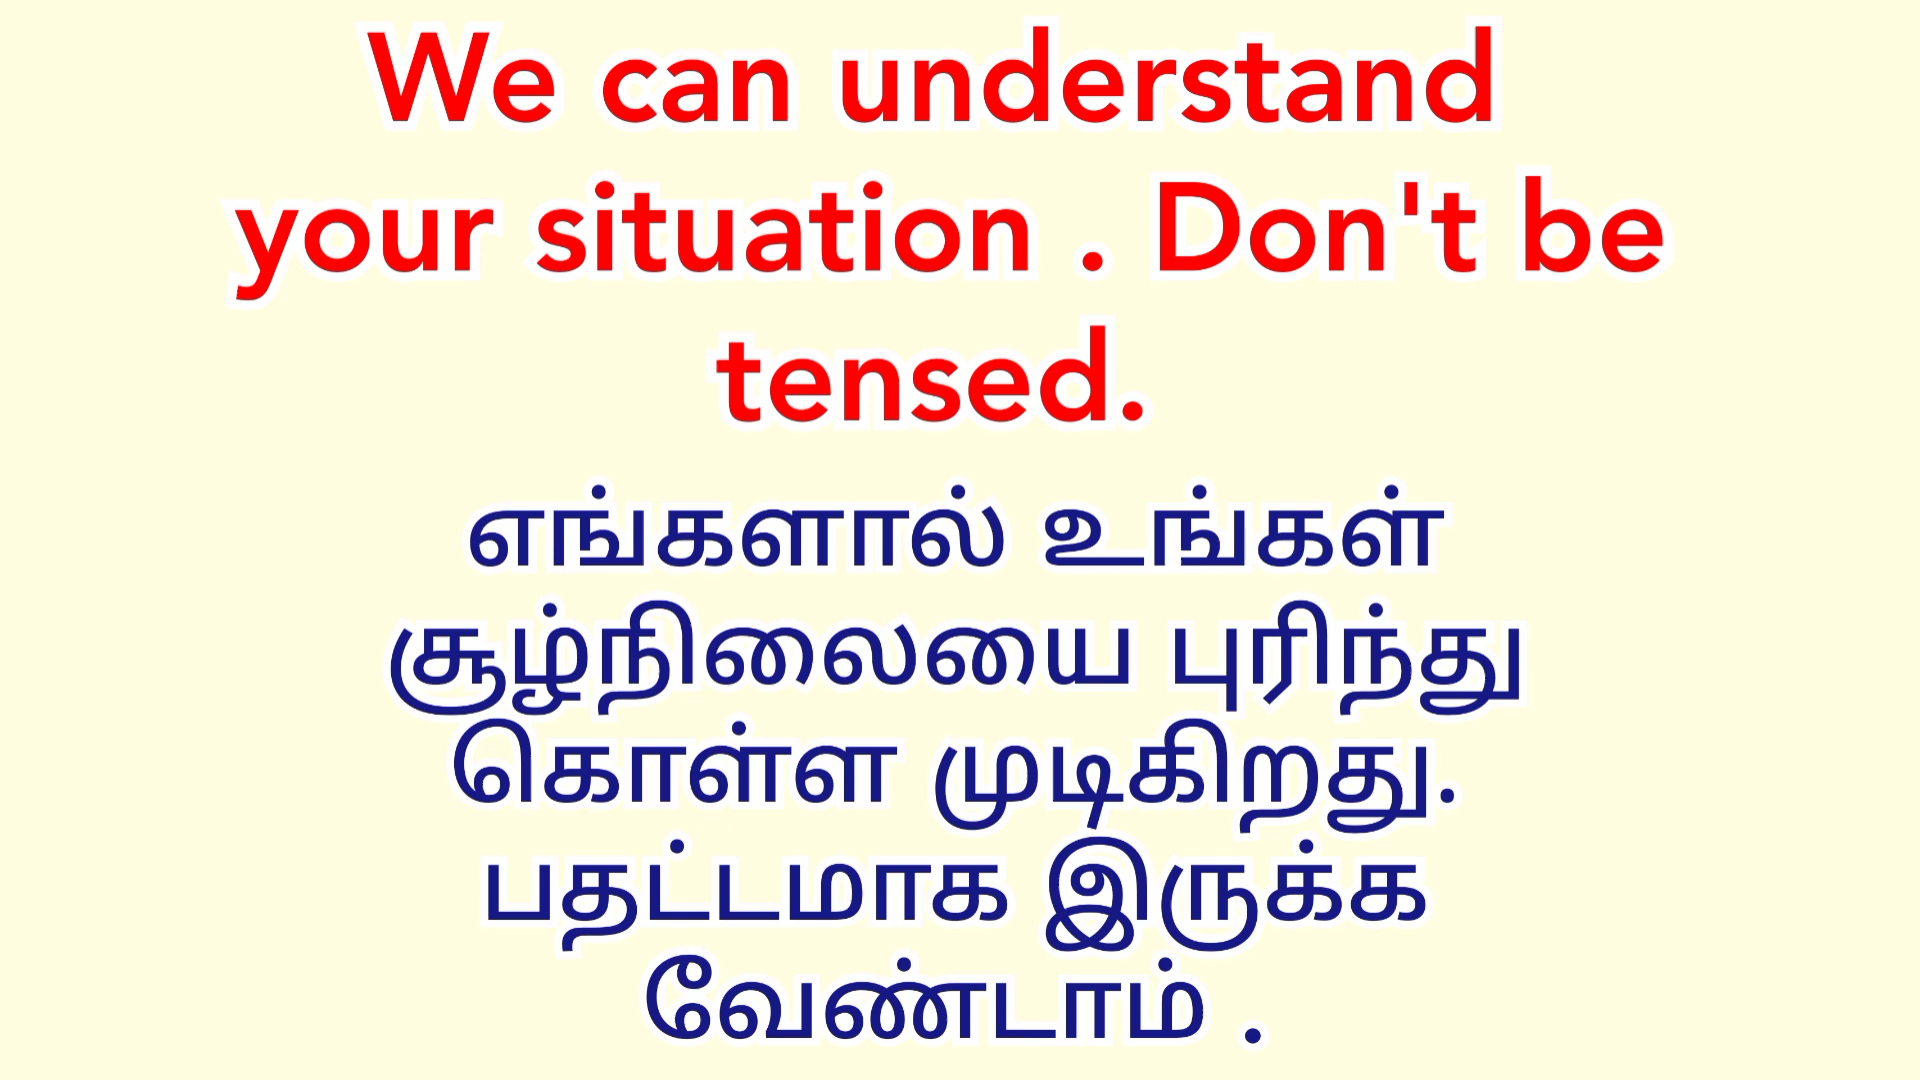 We can understand
your situation . Don't be
tensed.
எங்களால் உங்கள்
சூழ்நிலையை புரிந்து
கொள்ள முடிகிறது.
பதட்டமாக இருக்க
வேண்டாம் .